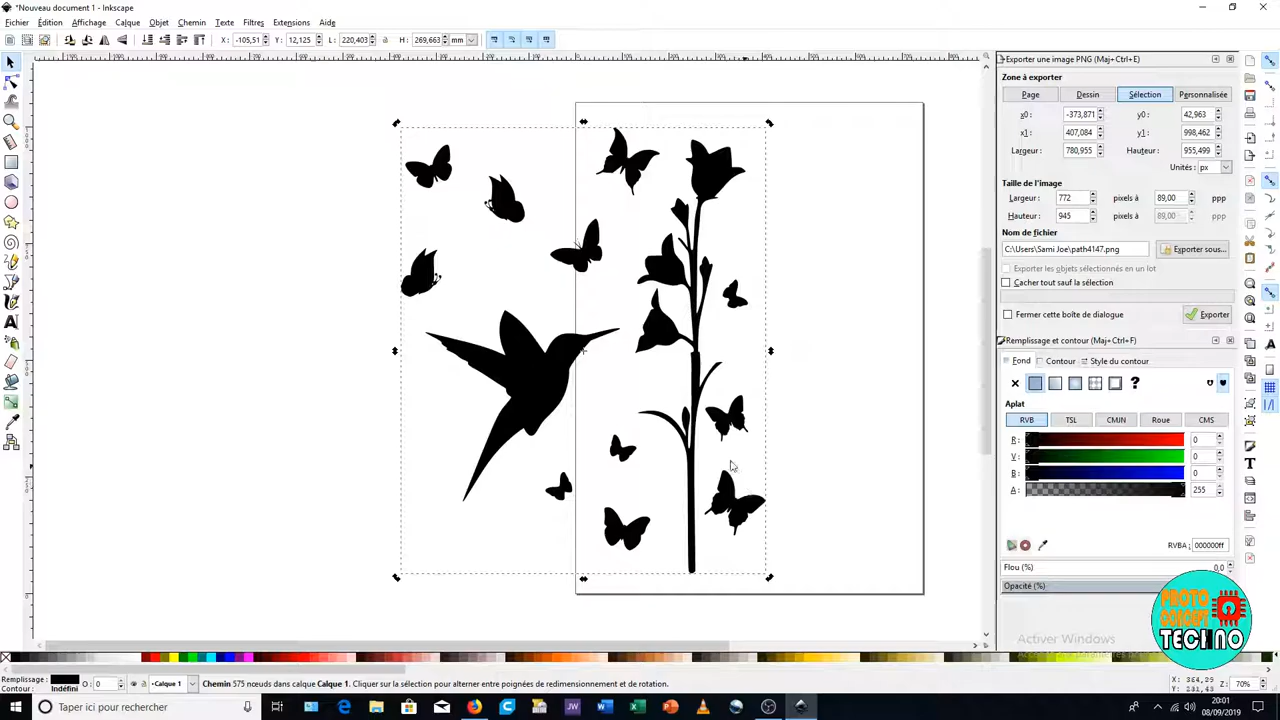 *Nouveau document 1 - Inkscape
Fichier Édition Affichage Calque Objet Chemin Texte Filtres Extensions Aide
X : -105,51 Y : 12,125 L : 220,403 H : 269,663 mm
Exporter une image PNG (Maj+Ctrl+E)
Zone à exporter
Page Dessin Sélection Personnalisée
x0 : -373,871 y0 : 42,963
x1 : 407,084 y1 : 998,462
Largeur : 780,955 Hauteur : 955,499
Unités : px
Taille de l'image
Largeur : 772 pixels à 89,00 ppp
Hauteur : 945 pixels à 89,00 ppp
Nom de fichier
C:\Users\Sami Joe\path4147.png Exporter sous...
Exporter les objets sélectionnés en un lot
Cacher tout sauf la sélection
Fermer cette boîte de dialogue Exporter
Remplissage et contour (Maj+Ctrl+F)
Fond Contour Style du contour
?
Aplat
RVB TSL CMJN Roue CMS
R : 0
V : 0
B : 0
A : 255
RVBA : 000000ff
Flou (%) 0,0
Opacité (%)
PROTO
CONCEPT
TECHNO
Activer Windows
Remplissage :
Contour : Indéfini O : 0 Calque 1 Chemin 575 nœuds dans calque Calque 1. Cliquer sur la sélection pour alterner entre poignées de redimensionnement et de rotation.
X : 364,29
Y : 231,43
Z : 70%
Taper ici pour rechercher
20:01
08/09/2019